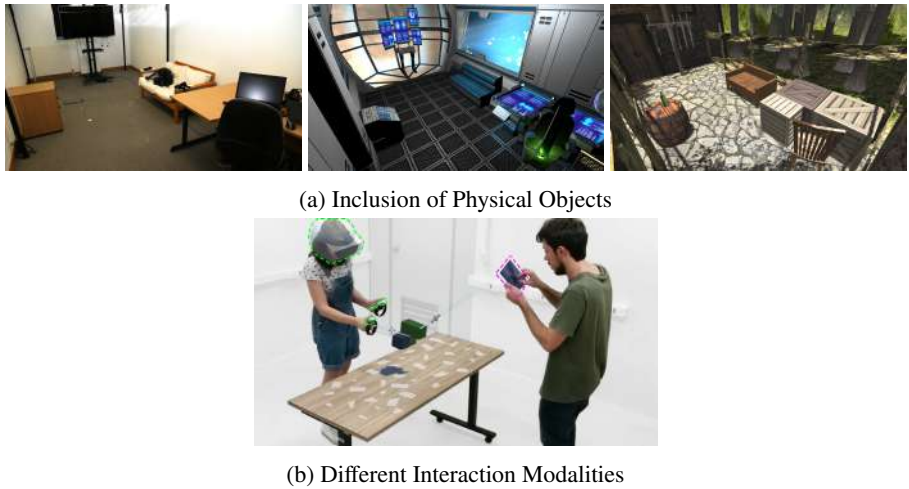 (a) Inclusion of Physical Objects
(b) Different Interaction Modalities